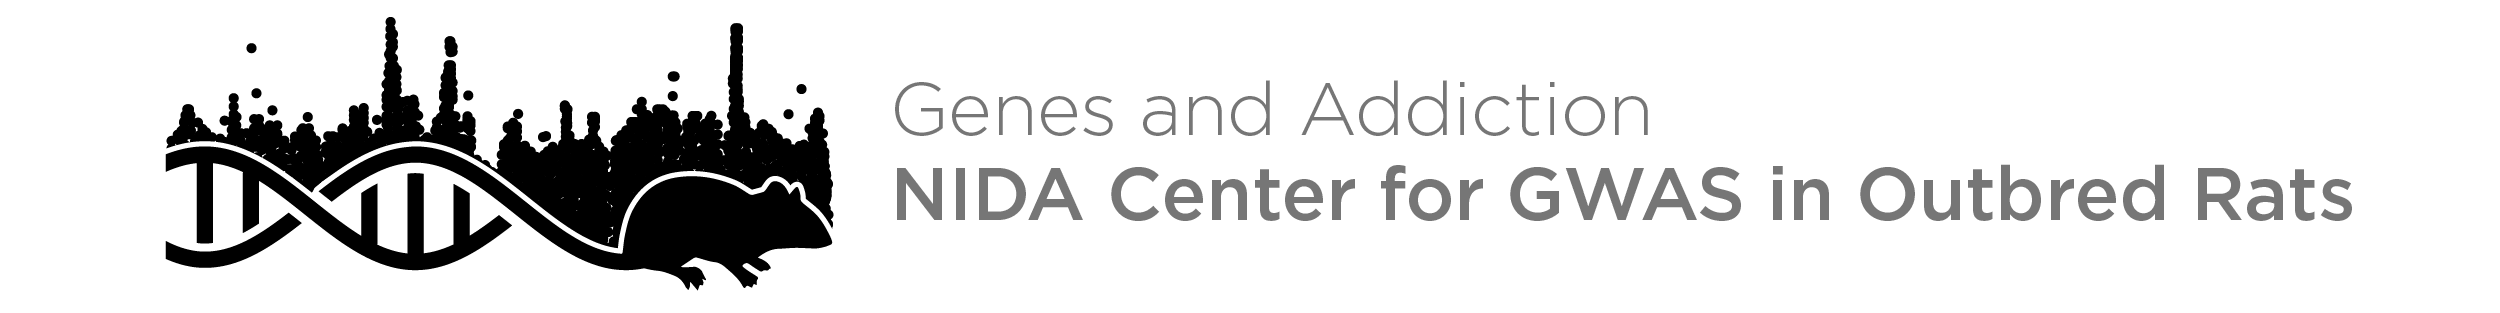 Genes and Addiction
NIDA Center for GWAS in Outbred Rats